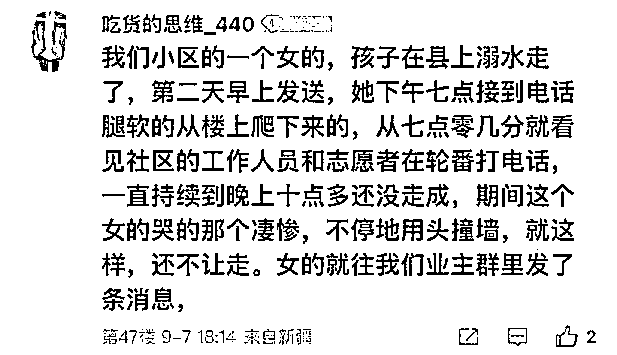 吃货的思维_440
我们小区的一个女的，孩子在县上溺水走
了，第二天早上发送，她下午七点接到电话
腿软的从楼上爬下来的，从七点零几分就看
见社区的工作人员和志愿者在轮番打电话，
一直持续到晚上十点多还没走成，期间这个
女的哭的那个凄惨，不停地用头撞墙，就这
样，还不让走。女的就往我们业主群里发了
条消息，
第47楼 9-7 18:14 来自新疆 2